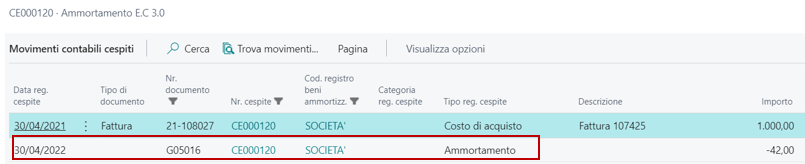 CE000120 · Ammortamento E.C 3.0
Movimenti contabili cespiti Cerca Trova movimenti... Pagina Visualizza opzioni
Data reg. cespite Tipo di documento Nr. documento Nr. cespite Cod. registro beni ammortizz. Categoria reg. cespite Tipo reg. cespite Descrizione Importo
30/04/2021 Fattura 21-108027 CE000120 SOCIETA' Costo di acquisto Fattura 107425 1.000,00
30/04/2022 G05016 CE000120 SOCIETA' Ammortamento -42,00